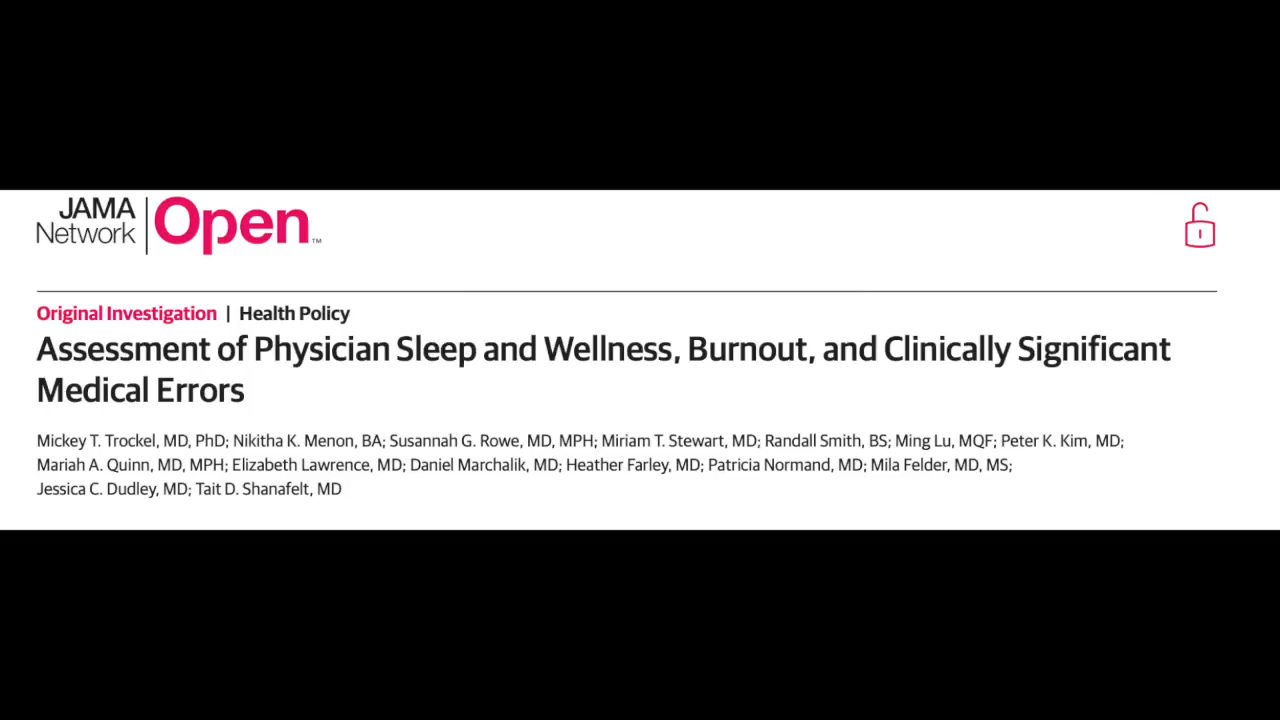 JAMA
Network
Open™
Original Investigation | Health Policy
Assessment of Physician Sleep and Wellness, Burnout, and Clinically Significant
Medical Errors
Mickey T. Trockel, MD, PhD; Nikitha K. Menon, BA; Susannah G. Rowe, MD, MPH; Miriam T. Stewart, MD; Randall Smith, BS; Ming Lu, MQF; Peter K. Kim, MD;
Mariah A. Quinn, MD, MPH; Elizabeth Lawrence, MD; Daniel Marchalik, MD; Heather Farley, MD; Patricia Normand, MD; Mila Felder, MD, MS;
Jessica C. Dudley, MD; Tait D. Shanafelt, MD